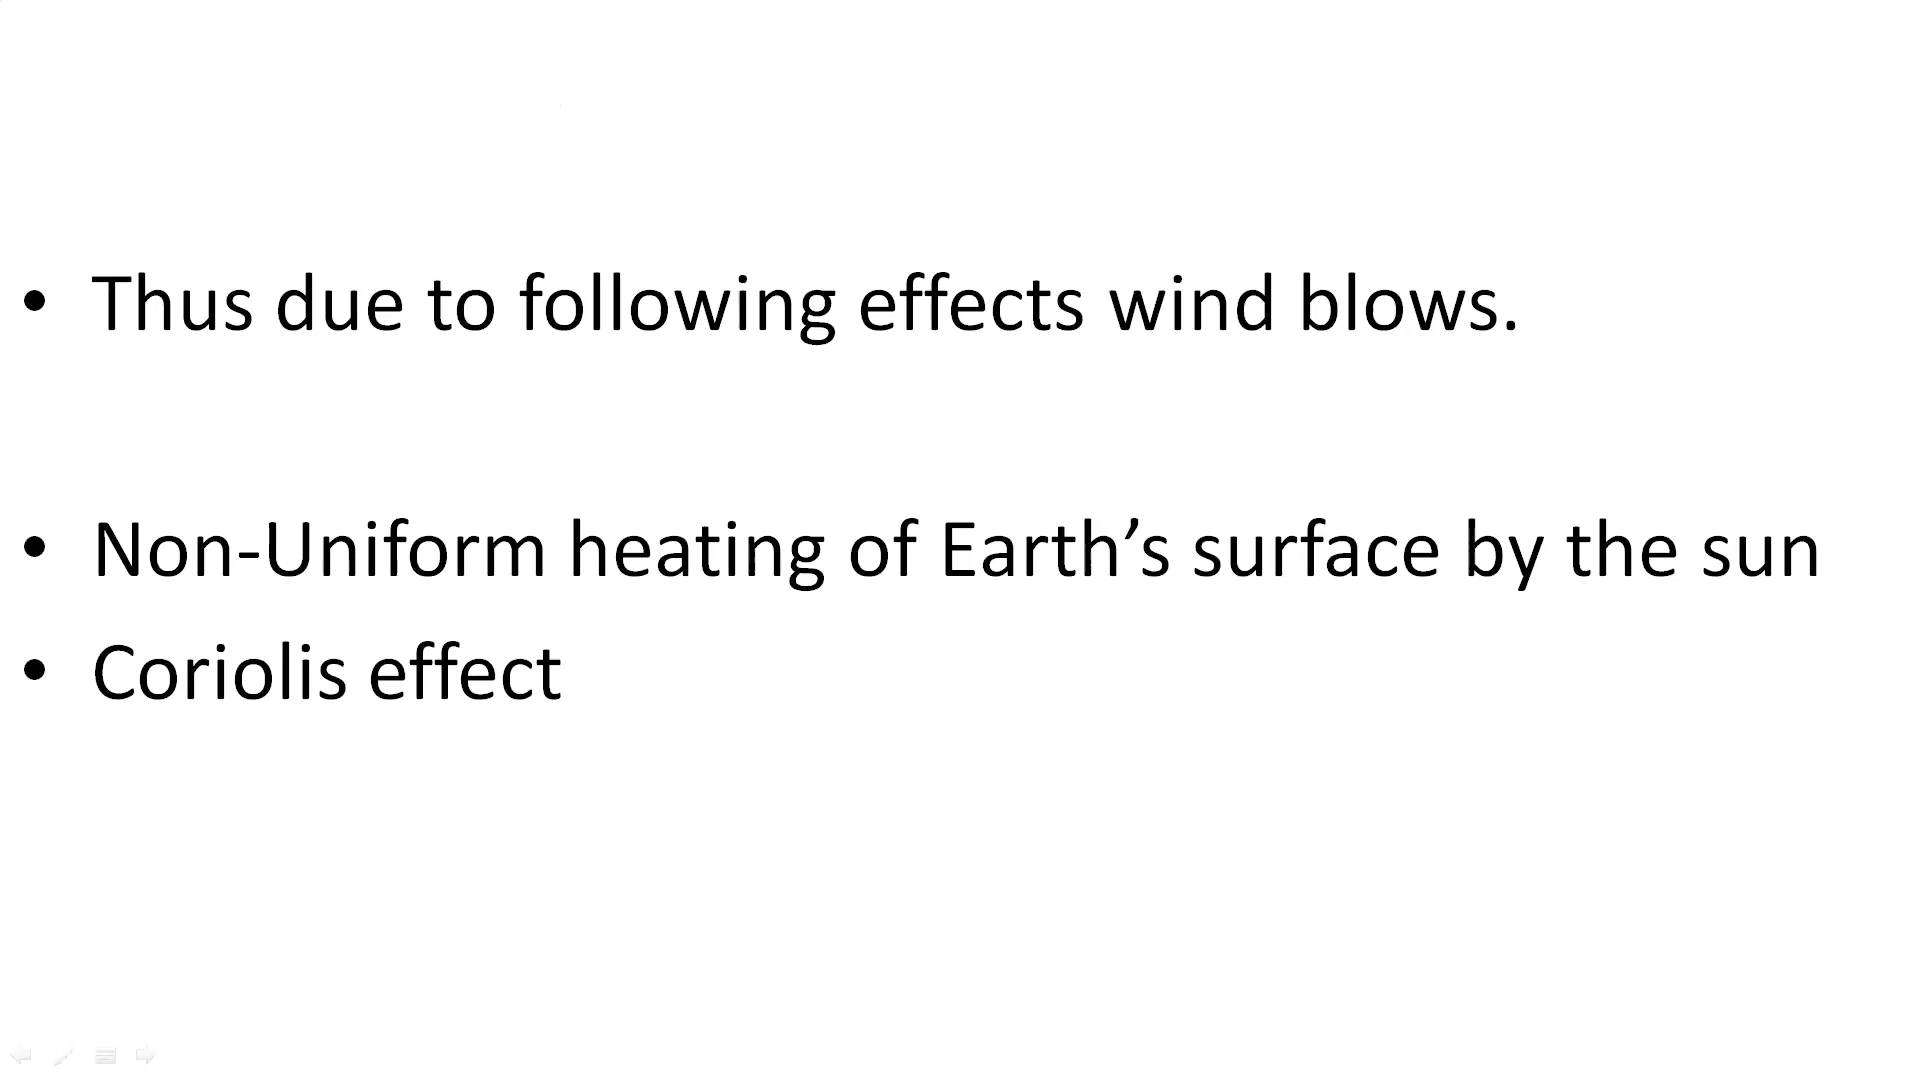 • Thus due to following effects wind blows.
• Non-Uniform heating of Earth’s surface by the sun
• Coriolis effect